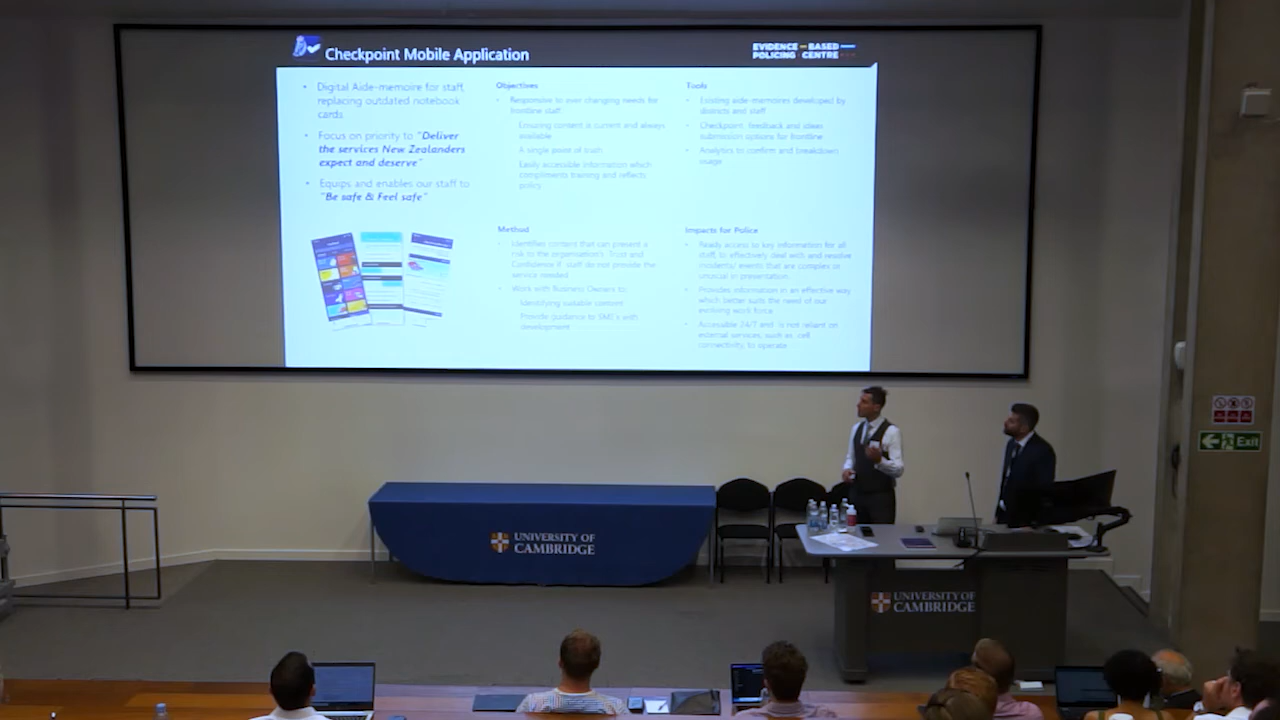 Checkpoint Mobile Application
EVIDENCE BASED
POLICING CENTRE
• Digital Aide-memoire for staff,
replacing outdated notebook
cards
• Focus on priority to "Deliver
the services New Zealanders
expect and deserve"
• Equips and enables our staff to
"Be safe & Feel safe"
Objectives
• Responsive to ever changing needs for
frontline staff.
Ensuring content is current and always
available
A single point of truth
Easily accessible information which
compliments training and reflects
policy
Tools
• Existing aide-memoires developed by
districts and staff
• Checkpoint feedback and ideas
submission options for frontline
• Analytics to confirm and breakdown
usage
Method
• Identifies content that can present a
risk to the organisation's Trust and
Confidence if staff do not provide the
service needed
• Work with Business Owners to:
Identifying suitable content
Provide guidance to SME's with
development
Impacts for Police
• Ready access to key information for all
staff, to effectively deal with and resolve
incidents/ events that are complex or
unusual in presentation.
• Provides information in an effective way
which better suits the need of our
evolving work force
• Accessible 24/7 and is not reliant on
external services, such as cell
connectivity, to operate
Exit
UNIVERSITY OF
CAMBRIDGE
UNIVERSITY OF
CAMBRIDGE